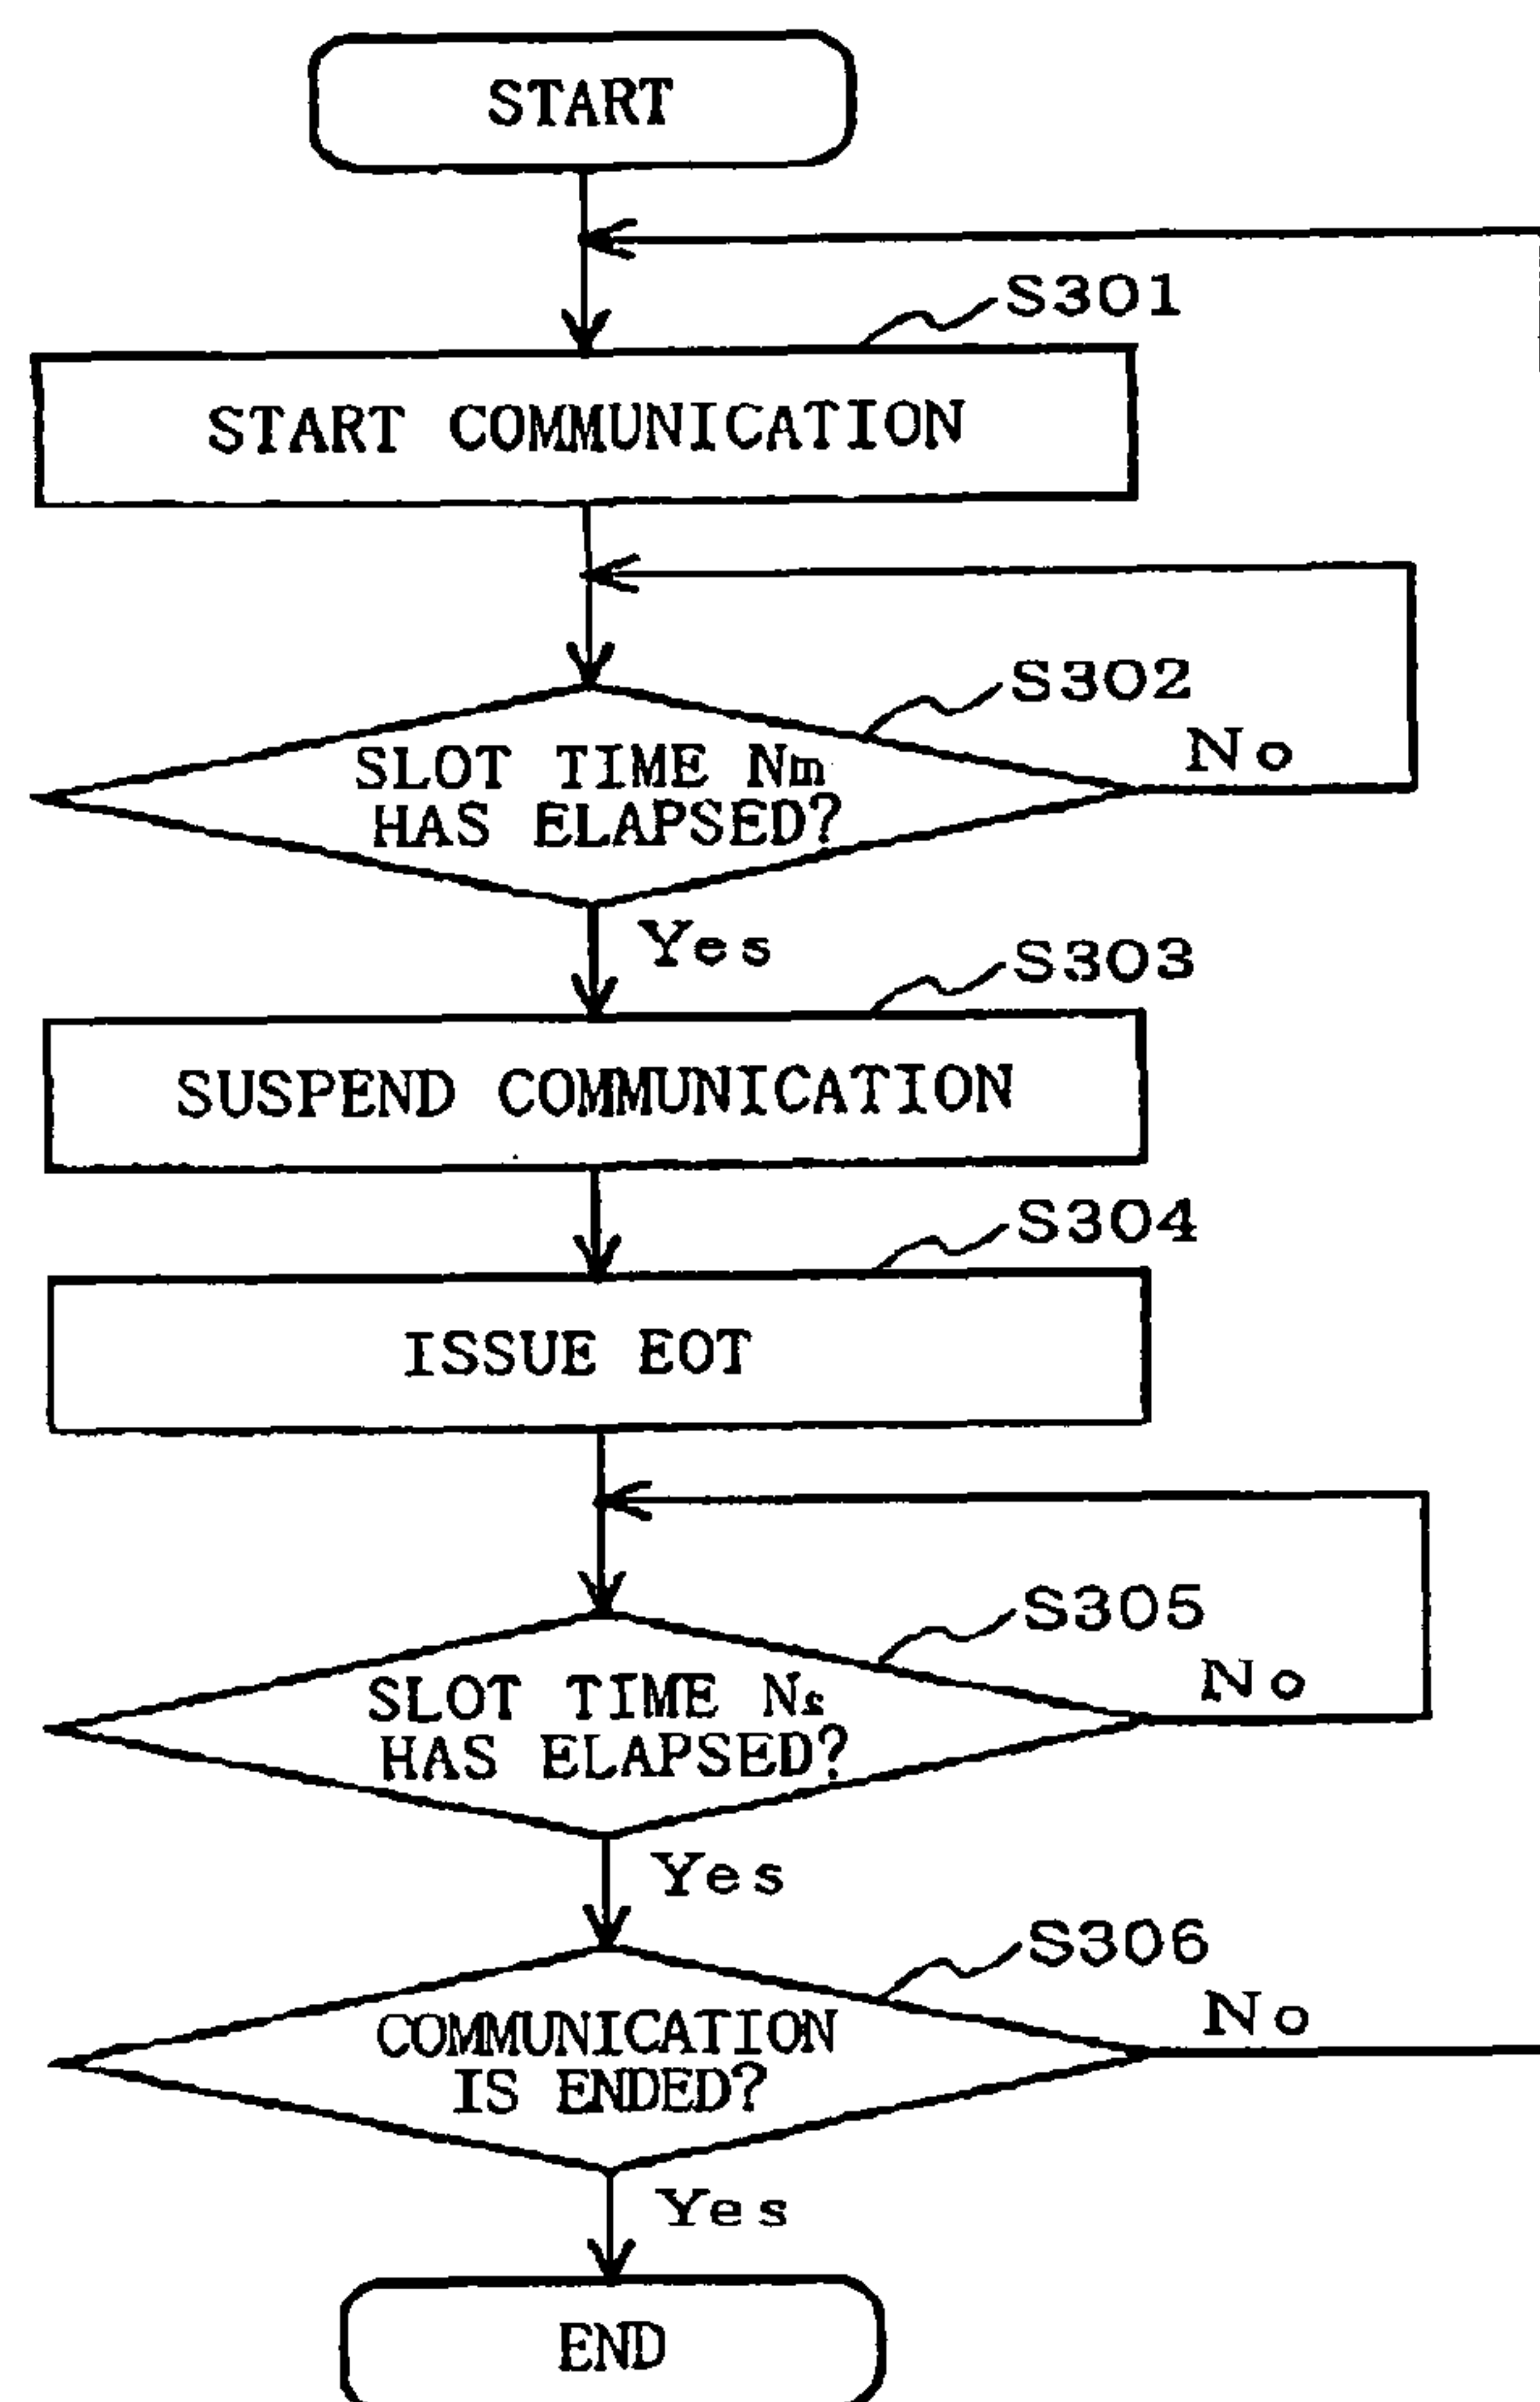 START
S301
START COMMUNICATION
S302
No
SLOT TIME Nm
HAS ELAPSED?
Yes
S303
SUSPEND COMMUNICATION
S304
ISSUE EOT
S305
No
SLOT TIME Ns
HAS ELAPSED?
Yes
S306
No
COMMUNICATION
IS ENDED?
Yes
END